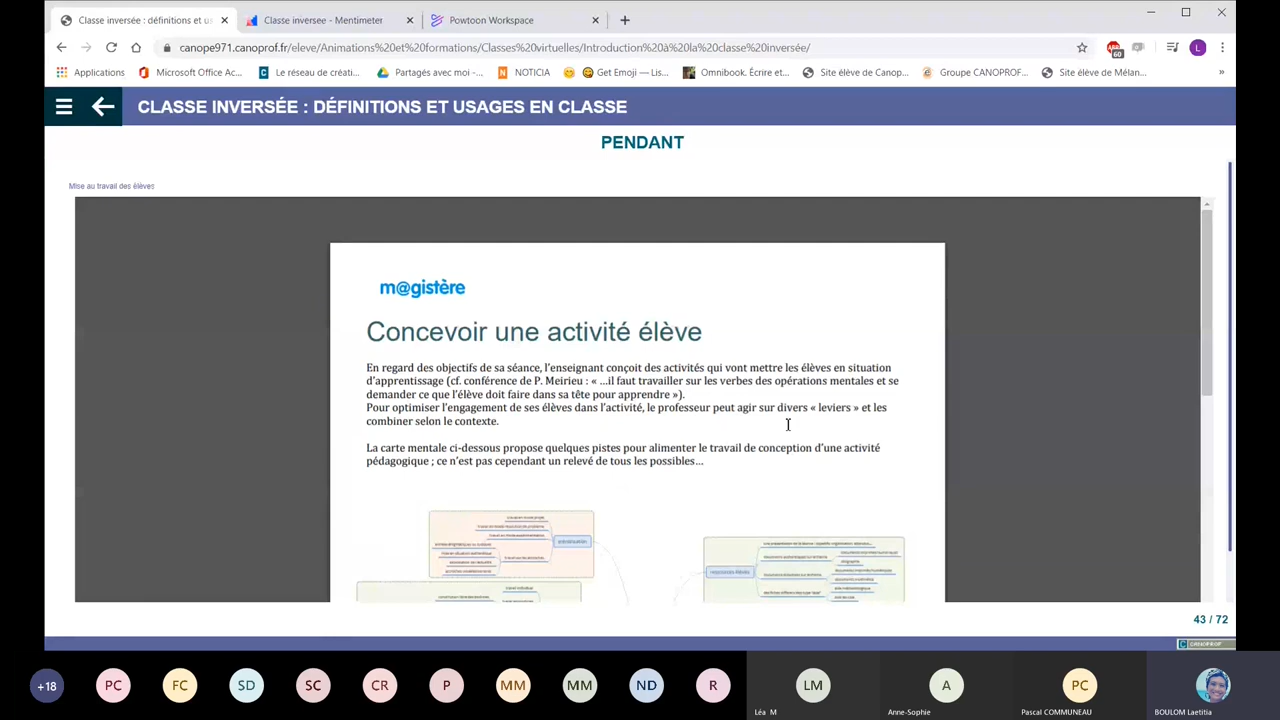 Classe inversée : définitions et us
Classe inversee - Mentimeter
Powtoon Workspace
canope971.canoprof.fr/eleve/Animations%20et%20formations/Classes%20virtuelles/Introduction%20à%20la%20classe%20inversée/
60
L
Applications
Microsoft Office Ac...
Le réseau de créati...
Partagés avec moi -...
NOTICIA
Get Emoji — Lis...
Omnibook. Écrire et...
Site élève de Canop...
Groupe CANOPROF...
Site élève de Mélan...
CLASSE INVERSÉE : DÉFINITIONS ET USAGES EN CLASSE
PENDANT
Mise au travail des élèves
m@gistère
Concevoir une activité élève
En regard des objectifs de sa séance, l'enseignant conçoit des activités qui vont mettre les élèves en situation
d'apprentissage (cf. conférence de P. Meirieu : « …il faut travailler sur les verbes des opérations mentales et se
demander ce que l'élève doit faire dans sa tête pour apprendre »).
Pour optimiser l'engagement de ses élèves dans l'activité, le professeur peut agir sur divers « leviers » et les
combiner selon le contexte.
La carte mentale ci-dessous propose quelques pistes pour alimenter le travail de conception d'une activité
pédagogique ; ce n'est pas cependant un relevé de tous les possibles…
43 / 72
CANOPROF
+18
PC
FC
SD
SC
CR
P
MM
MM
ND
R
LM
A
PC
Léa M
Anne-Sophie
Pascal COMMUNEAU
BOULOM Laetitia